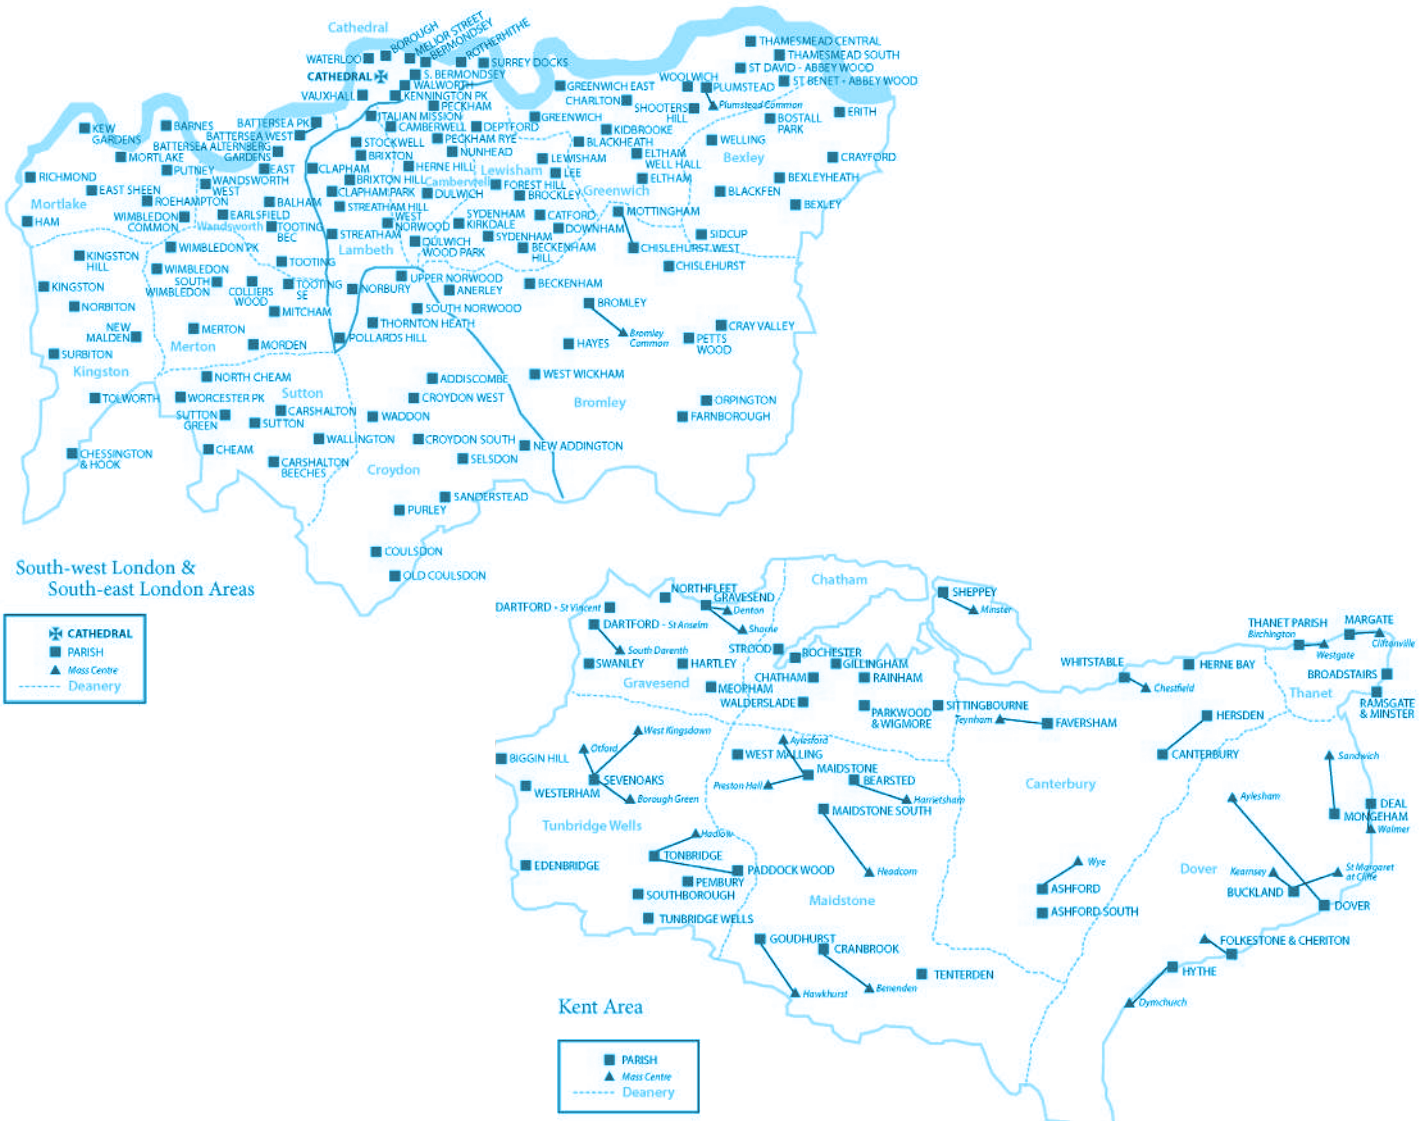 Cathedral
BOROUGH
MELIOR STREET
BERMONDSEY
ROTHERHITHE
WATERLOO
SURREY DOCKS
CATHEDRAL
S. BERMONDSEY
WALWORTH
VAUXHALL
KENNINGTON PK
PECKHAM
THAMESMEAD CENTRAL
THAMESMEAD SOUTH
ST DAVID - ABBEY WOOD
ST BENET - ABBEY WOOD
WOOLWICH
PLUMSTEAD
GREENWICH EAST
CHARLTON
SHOOTERS
HILL
Plumstead Common
ERITH
BOSTALL
PARK
KEW
GARDENS
BARNES
BATTERSEA PK
BATTERSEA WEST
BATTERSEA ALTERNBERG
GARDENS
ITALIAN MISSION
CAMBERWELL
DEPTFORD
GREENWICH
KIDBROOKE
STOCKWELL
PECKHAM RYE
BLACKHEATH
WELLING
MORTLAKE
BRIXTON
NUNHEAD
LEWISHAM
ELTHAM
WELL HALL
Bexley
CRAYFORD
RICHMOND
PUTNEY
EAST
CLAPHAM
HERNE HILL
Lewisham
LEE
WANDSWORTH
WEST
BRIXTON HILL
Camberwell
FOREST HILL
ELTHAM
BEXLEYHEATH
EAST SHEEN
CLAPHAM PARK
DULWICH
BROCKLEY
Greenwich
BLACKFEN
Mortlake
ROEHAMPTON
BALHAM
STREATHAM HILL
BEXLEY
HAM
WIMBLEDON
COMMON
EARLSFIELD
Wandsworth
TOOTING
BEC
WEST
NORWOOD
SYDENHAM
KIRKDALE
CATFORD
MOTTINGHAM
STREATHAM
SYDENHAM
DOWNHAM
SIDCUP
WIMBLEDON PK
Lambeth
DULWICH
WOOD PARK
BECKENHAM
HILL
CHISLEHURST WEST
KINGSTON
HILL
WIMBLEDON
TOOTING
CHISLEHURST
KINGSTON
SOUTH
WIMBLEDON
COLLIERS
WOOD
TOOTING
SE
NORBURY
UPPER NORWOOD
ANERLEY
BECKENHAM
NORBITON
MITCHAM
SOUTH NORWOOD
BROMLEY
NEW
MALDEN
MERTON
THORNTON HEATH
CRAY VALLEY
Merton
MORDEN
POLLARDS HILL
HAYES
Bromley
Common
PETTS
WOOD
SURBITON
Kingston
NORTH CHEAM
ADDISCOMBE
WEST WICKHAM
TOLWORTH
WORCESTER PK
Sutton
CROYDON WEST
Bromley
ORPINGTON
SUTTON
GREEN
CARSHALTON
SUTTON
WADDON
FARNBOROUGH
WALLINGTON
CROYDON SOUTH
NEW ADDINGTON
CHESSINGTON
& HOOK
CHEAM
CARSHALTON
BEECHES
Croydon
SELSDON
SANDERSTEAD
PURLEY
COULSDON
OLD COULSDON
South-west London &
South-east London Areas
CATHEDRAL
PARISH
Mass Centre
Deanery
NORTHFLEET
GRAVESEND
Denton
DARTFORD - St Vincent
DARTFORD - St Anselm
Shorne
South Darenth
SWANLEY
HARTLEY
Gravesend
MEOPHAM
Chatham
SHEPPEY
Minster
STROOD
ROCHESTER
GILLINGHAM
CHATHAM
RAINHAM
WALDERSLADE
PARKWOOD
& WIGMORE
SITTINGBOURNE
Teynham
FAVERSHAM
WHITSTABLE
Chestfield
HERNE BAY
THANET PARISH
Birchington
Westgate
MARGATE
Cliftonville
BROADSTAIRS
Thanet
RAMSGATE
& MINSTER
HERSDEN
CANTERBURY
Sandwich
West Kingsdown
Otford
BIGGIN HILL
SEVENOAKS
WESTERHAM
Borough Green
Aylesford
WEST MALLING
MAIDSTONE
Preston Hall
BEARSTED
Harrietsham
MAIDSTONE SOUTH
Canterbury
Aylesham
DEAL
MONGEHAM
Walmer
Tunbridge Wells
Hadlow
TONBRIDGE
PADDOCK WOOD
EDENBRIDGE
PEMBURY
SOUTHBOROUGH
TUNBRIDGE WELLS
Headcorn
Maidstone
Wye
ASHFORD
ASHFORD SOUTH
Dover
Kearnsey
St Margaret
at Cliffe
BUCKLAND
DOVER
GOUDHURST
CRANBROOK
FOLKESTONE & CHERITON
TENTERDEN
HYTHE
Hawkhurst
Benenden
Dymchurch
Kent Area
PARISH
Mass Centre
Deanery